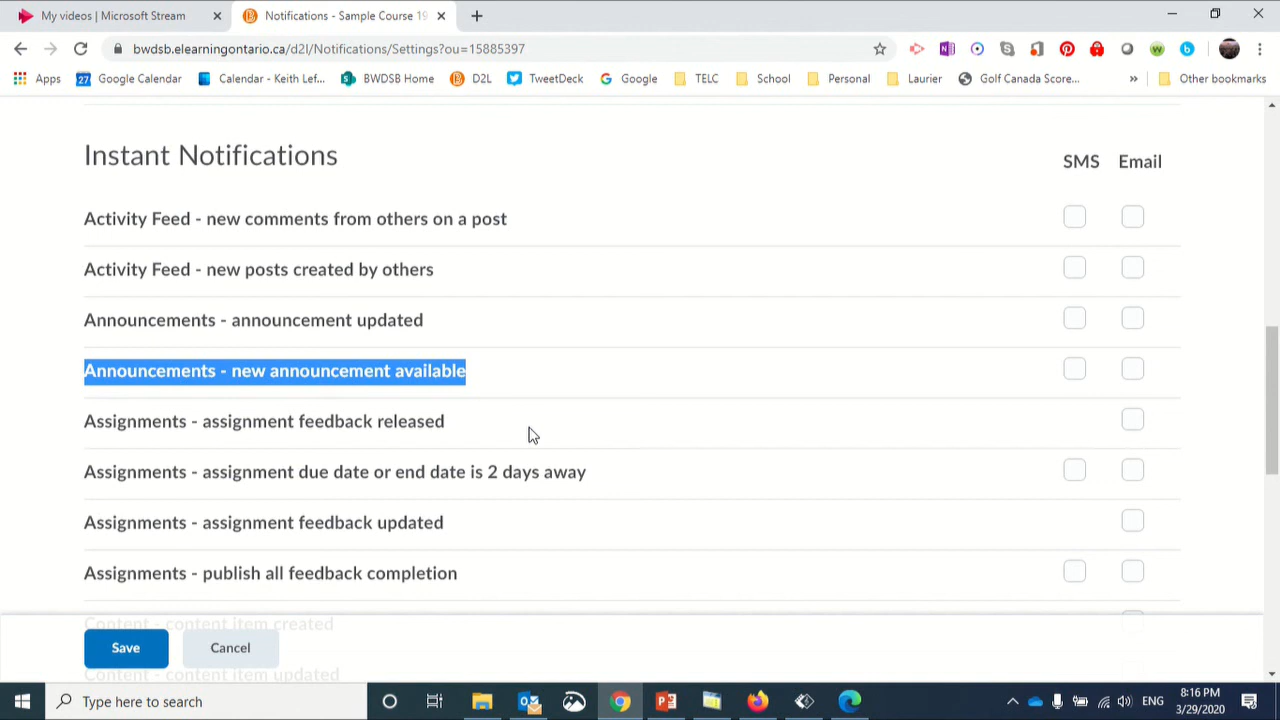 My videos | Microsoft Stream
Notifications - Sample Course 19
bwdsb.elearningontario.ca/d2l/Notifications/Settings?ou=15885397
Apps
27
Google Calendar
Calendar - Keith Lef...
BWDSB Home
D2L
TweetDeck
Google
TELC
School
Personal
Laurier
Golf Canada Score...
»
Other bookmarks
Instant Notifications
SMS Email
Activity Feed - new comments from others on a post
Activity Feed - new posts created by others
Announcements - announcement updated
Announcements - new announcement available
Assignments - assignment feedback released
Assignments - assignment due date or end date is 2 days away
Assignments - assignment feedback updated
Assignments - publish all feedback completion
Content - content item created
Save Cancel
Content - content item updated
Type here to search
ENG
8:16 PM
3/29/2020